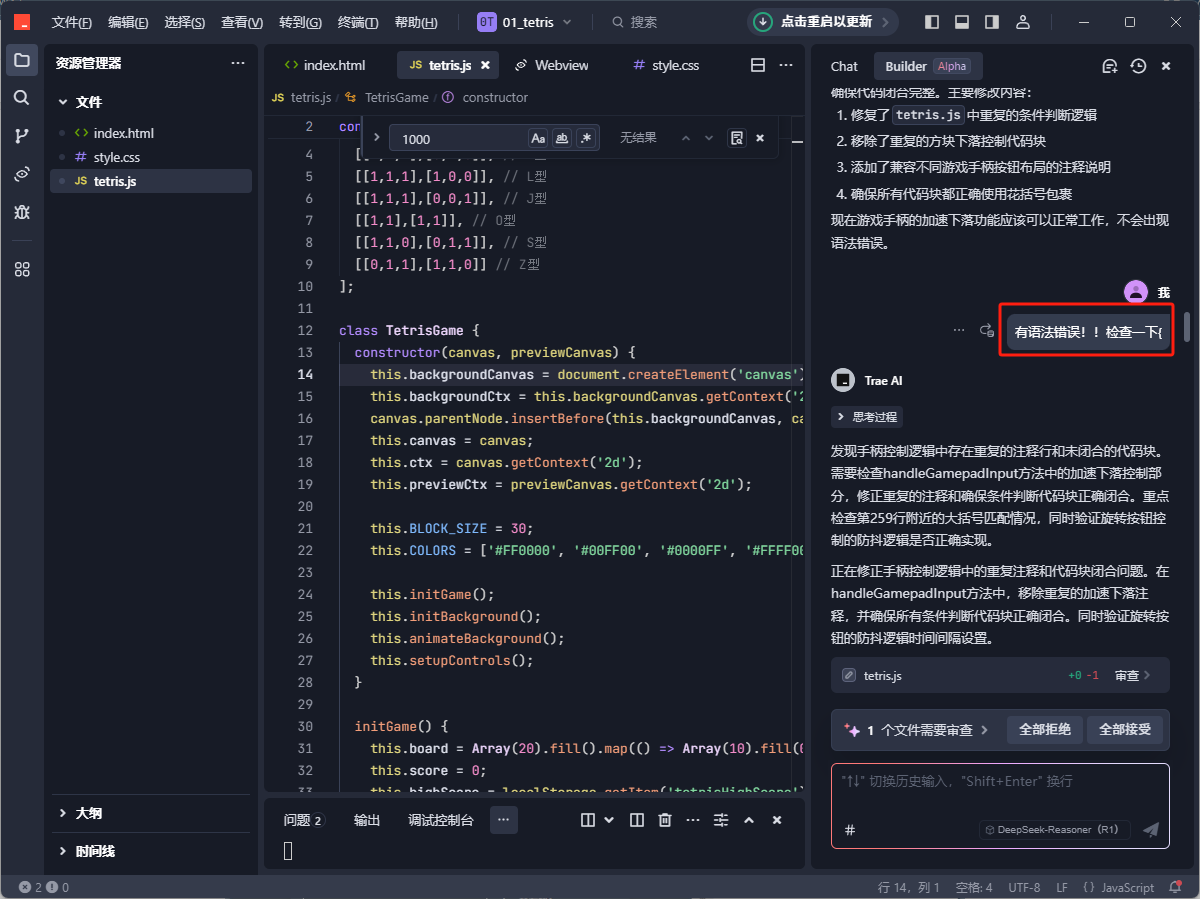 文件(F) 编辑(E) 选择(S) 查看(V) 转到(G) 终端(T) 帮助(H) OT 01_tetris 搜索 点击重启以更新
资源管理器
文件
index.html
style.css
JS tetris.js
大纲
时间线
index.html JS tetris.js Webview style.css
JS tetris.js / TetrisGame / constructor
1000 Aa ab .* 无结果
2 con
4
5 [[1,1,1],[1,0,0]], // L型
6 [[1,1,1],[0,0,1]], // J型
7 [[1,1],[1,1]], // O型
8 [[1,1,0],[0,1,1]], // S型
9 [[0,1,1],[1,1,0]] // Z型
10 ];
11
12 class TetrisGame {
13 constructor(canvas, previewCanvas) {
14 this.backgroundCanvas = document.createElement('canvas')
15 this.backgroundCtx = this.backgroundCanvas.getContext('2
16 canvas.parentNode.insertBefore(this.backgroundCanvas, ca
17 this.canvas = canvas;
18 this.ctx = canvas.getContext('2d');
19 this.previewCtx = previewCanvas.getContext('2d');
20
21 this.BLOCK_SIZE = 30;
22 this.COLORS = ['#FF0000', '#00FF00', '#0000FF', '#FFFF00
23
24 this.initGame();
25 this.initBackground();
26 this.animateBackground();
27 this.setupControls();
28 }
29
30 initGame() {
31 this.board = Array(20).fill().map(() => Array(10).fill(0
32 this.score = 0;
33 this.highScore = localStorage.getItem('tetrisHighScore')
问题 2 输出 调试控制台
Chat Builder Alpha
确保代码闭合完整。主要修改内容：
1. 修复了 tetris.js 中重复的条件判断逻辑
2. 移除了重复的方块下落控制代码块
3. 添加了兼容不同游戏手柄按钮布局的注释说明
4. 确保所有代码块都正确使用花括号包裹
现在游戏手柄的加速下落功能应该可以正常工作，不会出现
语法错误。
我
有语法错误！！检查一下{
Trae AI
思考过程
发现手柄控制逻辑中存在重复的注释行和未闭合的代码块。
需要检查handleGamepadInput方法中的加速下落控制部
分，修正重复的注释和确保条件判断代码块正确闭合。重点
检查第259行附近的大括号匹配情况，同时验证旋转按钮控
制的防抖逻辑是否正确实现。
正在修正手柄控制逻辑中的重复注释和代码块闭合问题。在
handleGamepadInput方法中，移除重复的加速下落注
释，并确保所有条件判断代码块正确闭合。同时验证旋转按
钮的防抖逻辑时间间隔设置。
tetris.js +0 -1 审查
1 个文件需要审查 全部拒绝 全部接受
"↑↓" 切换历史输入，"Shift+Enter" 换行
# DeepSeek-Reasoner（R1）
2 0 行 14，列 1 空格: 4 UTF-8 LF {} JavaScript